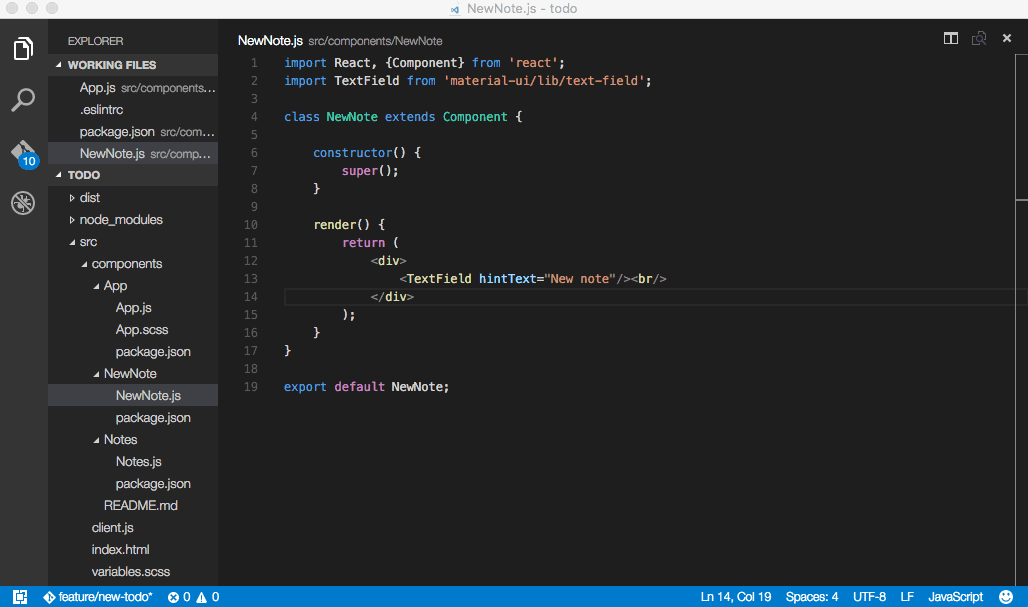 NewNote.js - todo
EXPLORER
WORKING FILES
App.js src/components...
.eslintrc
package.json src/com...
NewNote.js src/comp...
10
TODO
dist
node_modules
src
components
App
App.js
App.scss
package.json
NewNote
NewNote.js
package.json
Notes
Notes.js
package.json
README.md
client.js
index.html
variables.scss
NewNote.js src/components/NewNote
1 import React, {Component} from 'react';
2 import TextField from 'material-ui/lib/text-field';
3
4 class NewNote extends Component {
5
6 constructor() {
7 super();
8 }
9
10 render() {
11 return (
12 <div>
13 <TextField hintText="New note"/><br/>
14 </div>
15 );
16 }
17 }
18
19 export default NewNote;
feature/new-todo* 0 0 Ln 14, Col 19 Spaces: 4 UTF-8 LF JavaScript